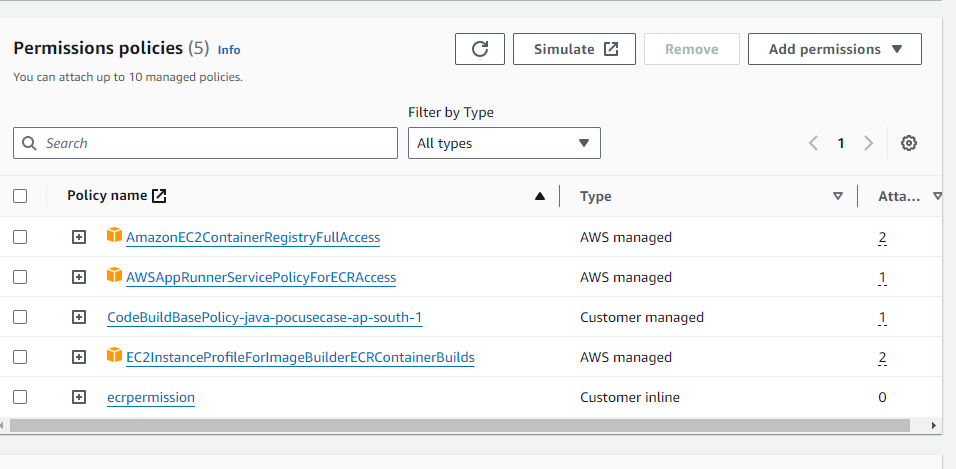 Permissions policies (5) Info
Simulate
Remove
Add permissions
You can attach up to 10 managed policies.
Filter by Type
Search
All types
1
Policy name
Type
Atta...
AmazonEC2ContainerRegistryFullAccess
AWS managed
2
AWSAppRunnerServicePolicyForECRAccess
AWS managed
1
CodeBuildBasePolicy-java-pocusecase-ap-south-1
Customer managed
1
EC2InstanceProfileForImageBuilderECRContainerBuilds
AWS managed
2
ecrpermission
Customer inline
0